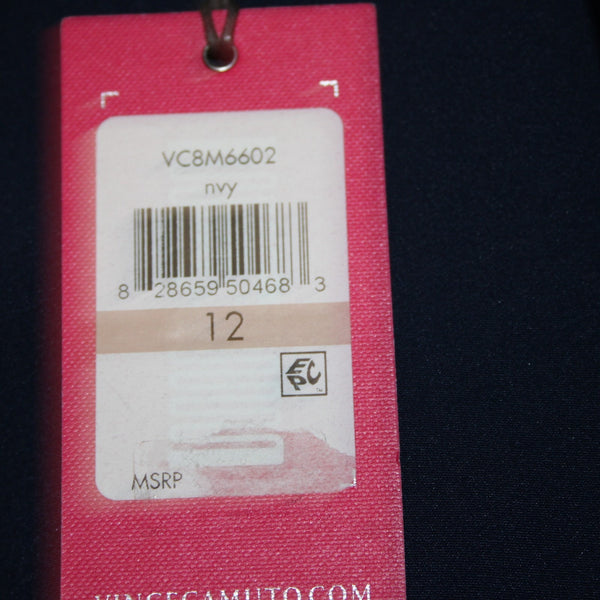 VC8M6602
nvy
8 28659 50468 3
12
EPC
MSRP
VINCECAMUTO.COM